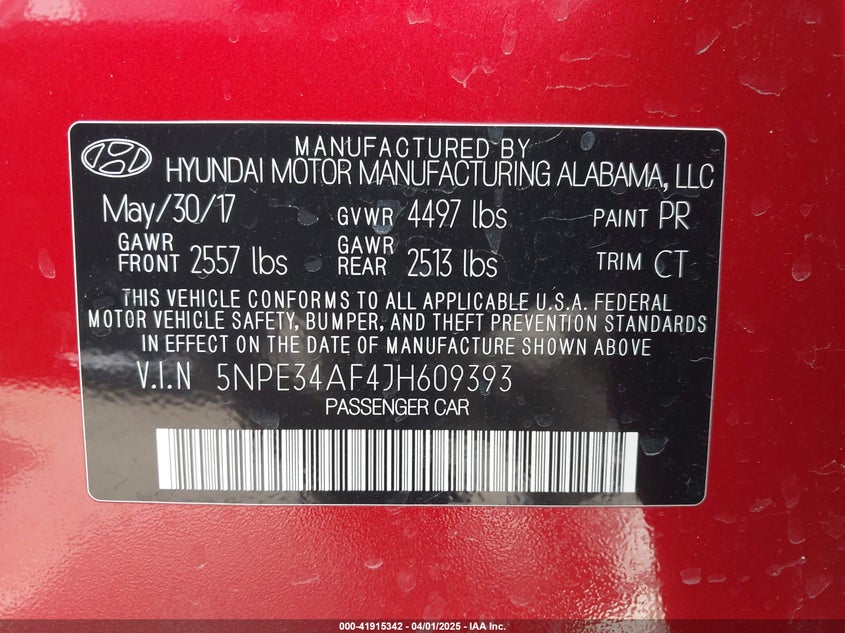 MANUFACTURED BY
HYUNDAI MOTOR MANUFACTURING ALABAMA, LLC
May/30/17 GVWR 4497 lbs PAINT PR
GAWR FRONT 2557 lbs GAWR REAR 2513 lbs TRIM CT
THIS VEHICLE CONFORMS TO ALL APPLICABLE U.S.A. FEDERAL
MOTOR VEHICLE SAFETY, BUMPER, AND THEFT PREVENTION STANDARDS
IN EFFECT ON THE DATE OF MANUFACTURE SHOWN ABOVE
V.I.N 5NPE34AF4JH609393
PASSENGER CAR
000-41915342 - 04/01/2025 - IAA Inc.